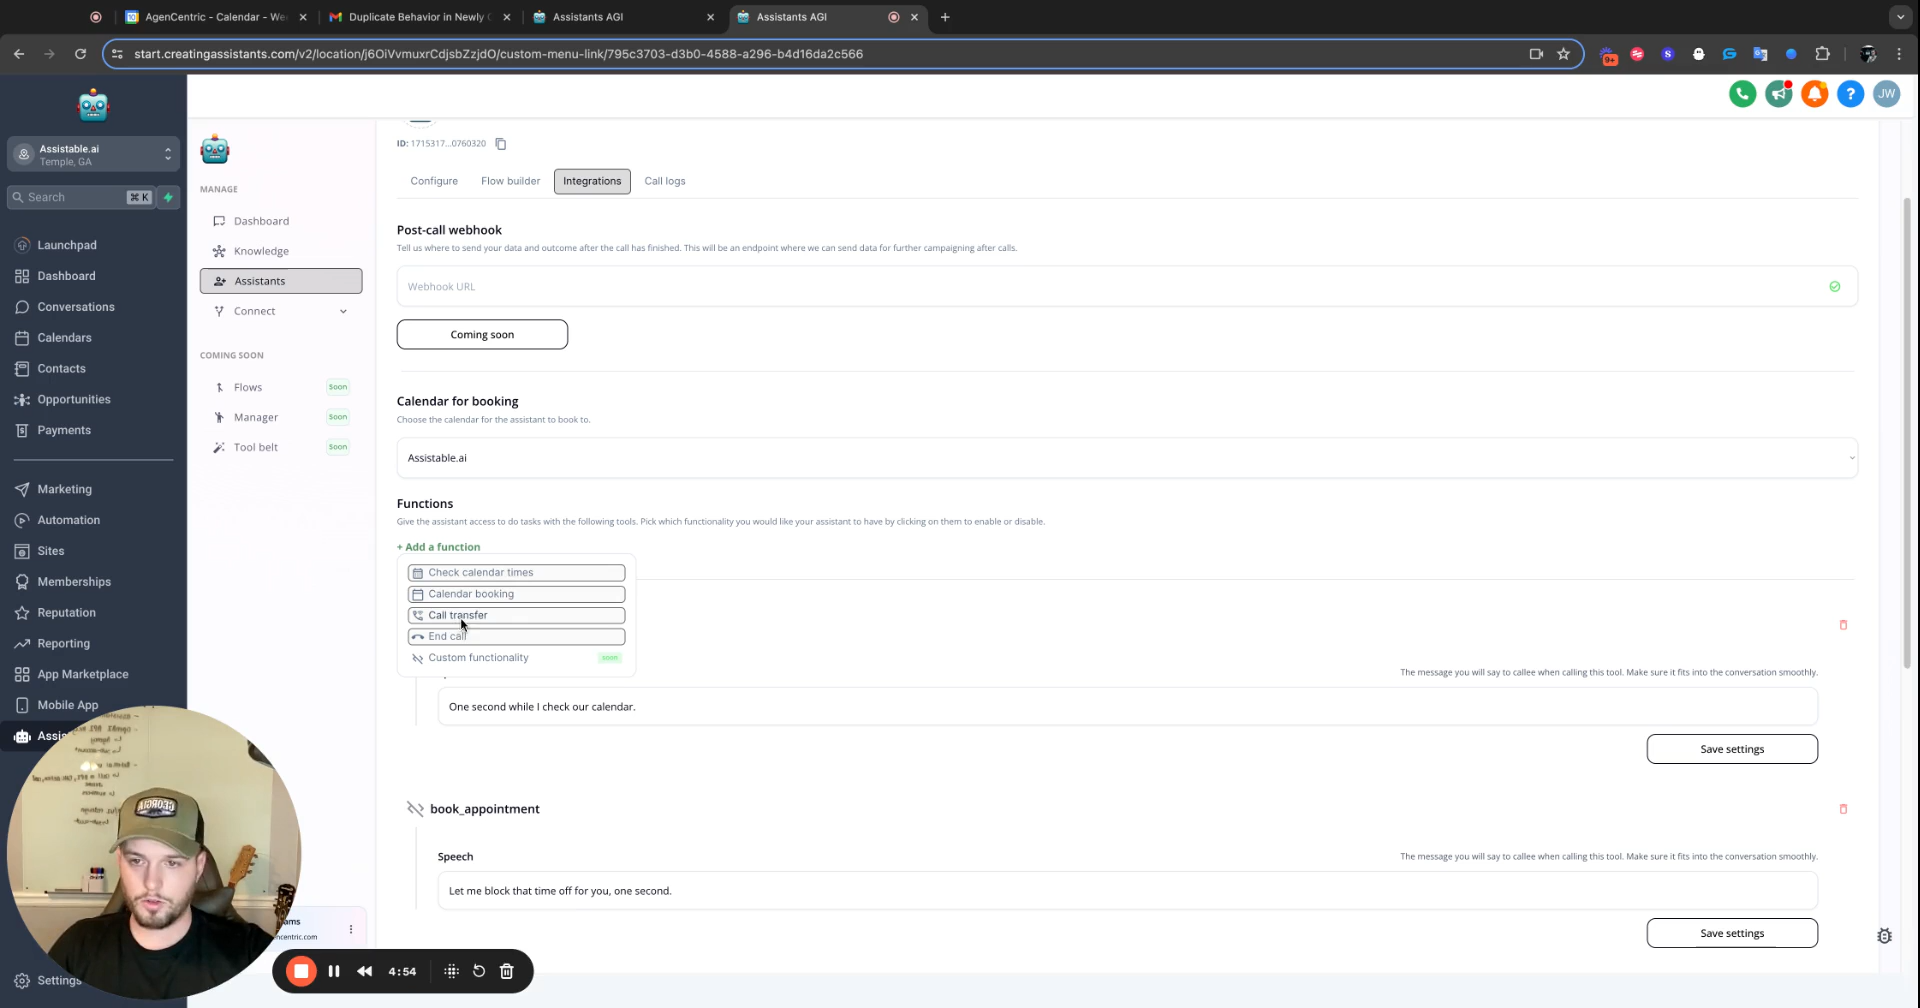 AgenCentric - Calendar - We
Duplicate Behavior in Newly
Assistants AGI
Assistants AGI
start.creatingassistants.com/v2/location/j6OiVvmuxrCdjsbZzjdO/custom-menu-link/795c3703-d3b0-4588-a296-b4d16da2c566
9+
JW
Assistable.ai
Temple, GA
Search
⌘ K
Launchpad
Dashboard
Conversations
Calendars
Contacts
Opportunities
Payments
Marketing
Automation
Sites
Memberships
Reputation
Reporting
App Marketplace
Mobile App
Assis
Settings
MANAGE
Dashboard
Knowledge
Assistants
Connect
COMING SOON
Flows
Soon
Manager
Soon
Tool belt
Soon
ams
ncentric.com
ID: 1715317...0760320
Configure
Flow builder
Integrations
Call logs
Post-call webhook
Tell us where to send your data and outcome after the call has finished. This will be an endpoint where we can send data for further campaigning after calls.
Webhook URL
Coming soon
Calendar for booking
Choose the calendar for the assistant to book to.
Assistable.ai
Functions
Give the assistant access to do tasks with the following tools. Pick which functionality you would like your assistant to have by clicking on them to enable or disable.
+ Add a function
Check calendar times
Calendar booking
Call transfer
End call
Custom functionality
soon
The message you will say to callee when calling this tool. Make sure it fits into the conversation smoothly.
One second while I check our calendar.
Save settings
book_appointment
Speech
The message you will say to callee when calling this tool. Make sure it fits into the conversation smoothly.
Let me block that time off for you, one second.
Save settings
GEORGIA
4:54